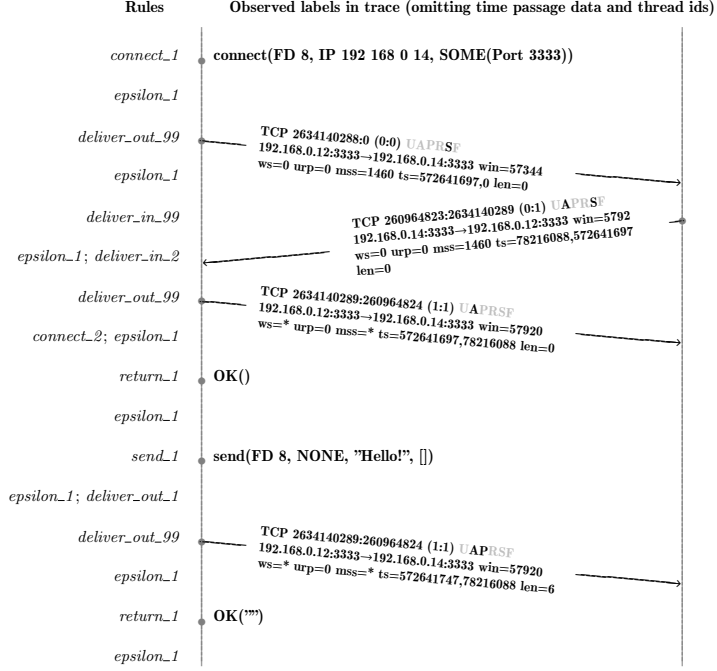 Rules Observed labels in trace (omitting time passage data and thread ids)
connect_1 connect(FD 8, IP 192 168 0 14, SOME(Port 3333))
epsilon_1
deliver_out_99 TCP 2634140288:0 (0:0) UAPRSF
192.168.0.12:3333→192.168.0.14:3333 win=57344
epsilon_1 ws=0 urp=0 mss=1460 ts=572641697,0 len=0
deliver_in_99 TCP 260964823:2634140289 (0:1) UAPRSF
192.168.0.14:3333→192.168.0.12:3333 win=5792
epsilon_1; deliver_in_2 ws=0 urp=0 mss=1460 ts=78216088,572641697
len=0
deliver_out_99 TCP 2634140289:260964824 (1:1) UAPRSF
192.168.0.12:3333→192.168.0.14:3333 win=57920
connect_2; epsilon_1 ws=* urp=0 mss=* ts=572641697,78216088 len=0
return_1 OK()
epsilon_1
send_1 send(FD 8, NONE, ”Hello!”, [])
epsilon_1; deliver_out_1
deliver_out_99 TCP 2634140289:260964824 (1:1) UAPRSF
192.168.0.12:3333→192.168.0.14:3333 win=57920
epsilon_1 ws=* urp=0 mss=* ts=572641747,78216088 len=6
return_1 OK(””)
epsilon_1